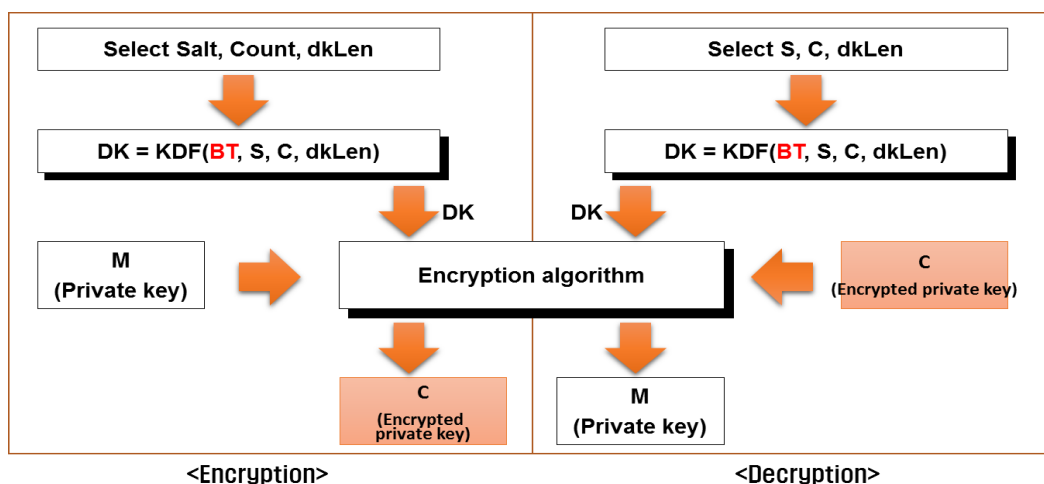 Select Salt, Count, dkLen
DK = KDF(BT, S, C, dkLen)
DK
M
(Private key)
Encryption algorithm
C
(Encrypted
private key)
<Encryption>
Select S, C, dkLen
DK = KDF(BT, S, C, dkLen)
DK
C
(Encrypted private key)
M
(Private key)
<Decryption>